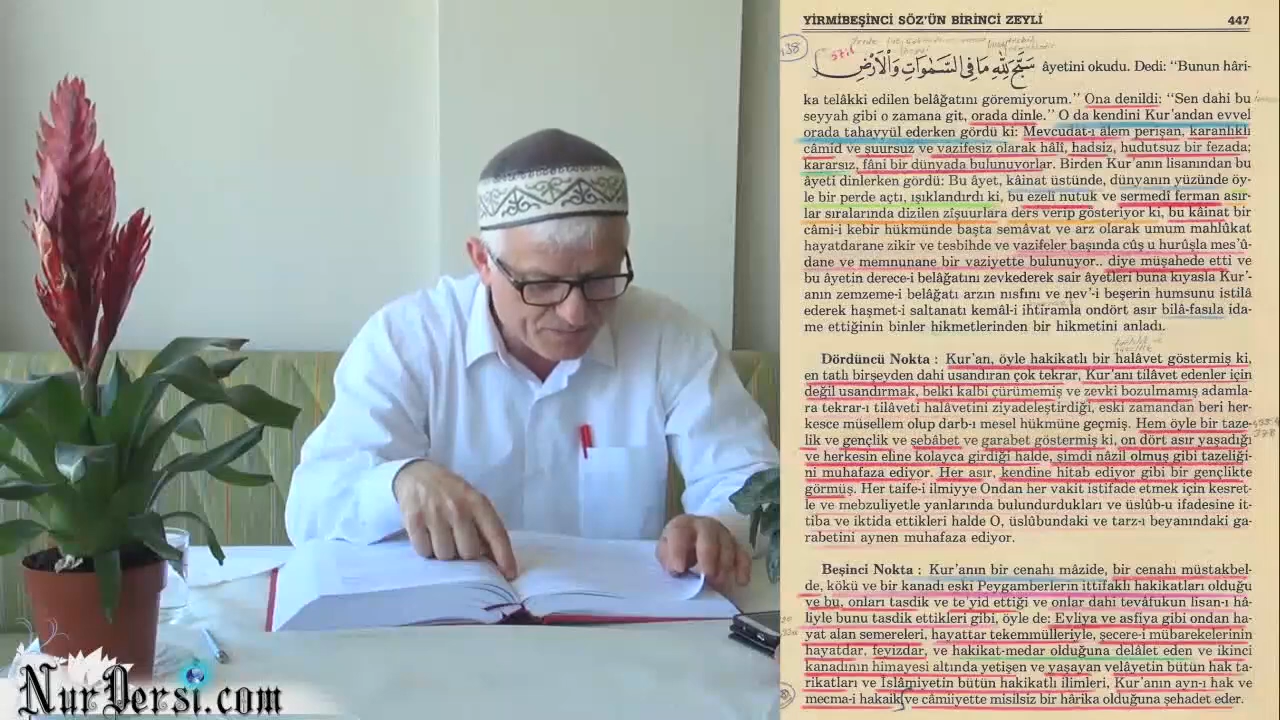 YİRMİBEŞİNCİ SÖZ'ÜN BİRİNCİ ZEYLİ 447
38
سَبَّحَ لِلّٰهِ مَا فِى السَّمٰوَاتِ وَالْاَرْضِ âyetini okudu. Dedi: “Bunun hâri-
ka telâkki edilen belâğatını göremiyorum.” Ona denildi: “Sen dahi bu
seyyah gibi o zamana git, orada dinle.” O da kendini Kur'andan evvel
orada tahayyül ederken gördü ki: Mevcudat-ı âlem perişan, karanlıklı
câmid ve şuursuz ve vazifesiz olarak hâlî, hadsiz, hudutsuz bir fezada;
kararsız, fâni bir dünyada bulunuyorlar. Birden Kur'anın lisanından bu
âyeti dinlerken gördü: Bu âyet, kâinat üstünde, dünyanın yüzünde öy-
le bir perde açtı, ışıklandırdı ki, bu ezelî nutuk ve sermedî ferman asır-
lar sıralarında dizilen zîşuurlara ders verip gösteriyor ki, bu kâinat bir
câmi-i kebir hükmünde başta semâvat ve arz olarak umum mahlûkat
hayatdarane zikir ve tesbihde ve vazifeler başında cûş u hurûşla mes'û-
dane ve memnunane bir vaziyette bulunuyor.. diye müşahede etti ve
bu âyetin derece-i belâğatını zevkederek sair âyetleri buna kıyasla Kur'-
anın zemzeme-i belâğatı arzın nısfını ve nev'-i beşerin humsunu istilâ
ederek haşmet-i saltanatı kemâl-i ihtiramla ondört asır bilâ-fasıla ida-
me ettiğinin binler hikmetlerinden bir hikmetini anladı.
Dördüncü Nokta : Kur'an, öyle hakikatlı bir halâvet göstermiş ki,
en tatlı birşeyden dahi usandıran çok tekrar, Kur'anı tilâvet edenler için
değil usandırmak, belki kalbi çürümemiş ve zevki bozulmamış adamla-
ra tekrar-ı tilâveti halâvetini ziyadeleştirdiği, eski zamandan beri her-
kesce müsellem olup darb-ı mesel hükmüne geçmiş. Hem öyle bir taze-
lik ve gençlik ve sebâbet ve garabet göstermiş ki, on dört asır yaşadığı
ve herkesin eline kolayca girdiği halde, şimdi nâzil olmuş gibi tazeliği-
ni muhafaza ediyor. Her asır, kendine hitab ediyor gibi bir gençlikte
görmüş. Her taife-i ilmiyye Ondan her vakit istifade etmek için kesret-
le ve mebzuliyetle yanlarında bulundurdukları ve üslûb-u ifadesine it-
tiba ve iktida ettikleri halde O, üslûbundaki ve tarz-ı beyanındaki ga-
rabetini aynen muhafaza ediyor.
Beşinci Nokta : Kur'anın bir cenahı mâzide, bir cenahı müstakbel-
de, kökü ve bir kanadı eski Peygamberlerin ittifaklı hakikatları olduğu
ve bu, onları tasdik ve te'yid ettiği ve onlar dahi tevâfukun lisan-ı hâ-
liyle bunu tasdik ettikleri gibi, öyle de: Evliya ve asfiya gibi ondan ha-
yat alan semereleri, hayattar tekemmülleriyle, şecere-i mübarekelerinin
hayatdar, feyizdar, ve hakikat-medar olduğuna delâlet eden ve ikinci
kanadının himayesi altında yetişen ve yaşayan velâyetin bütün hak ta-
rikatları ve İslâmiyetin bütün hakikatlı ilimleri, Kur'anın ayn-ı hak ve
mecma-i hakaik ve câmiiyette misilsiz bir hârika olduğuna şehadet eder.
NurDersi.com